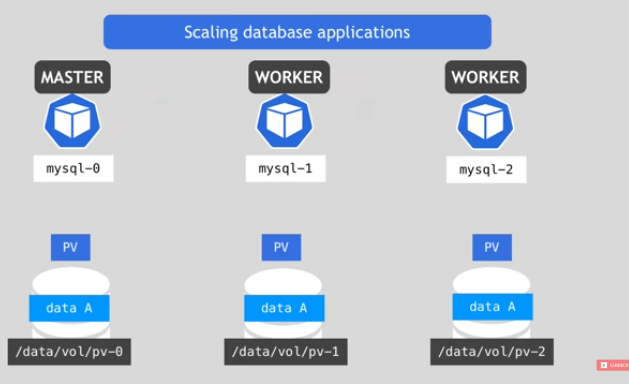 Scaling database applications
MASTER
WORKER
WORKER
mysql-0
mysql-1
mysql-2
PV
PV
PV
data A
data A
data A
/data/vol/pv-0
/data/vol/pv-1
/data/vol/pv-2